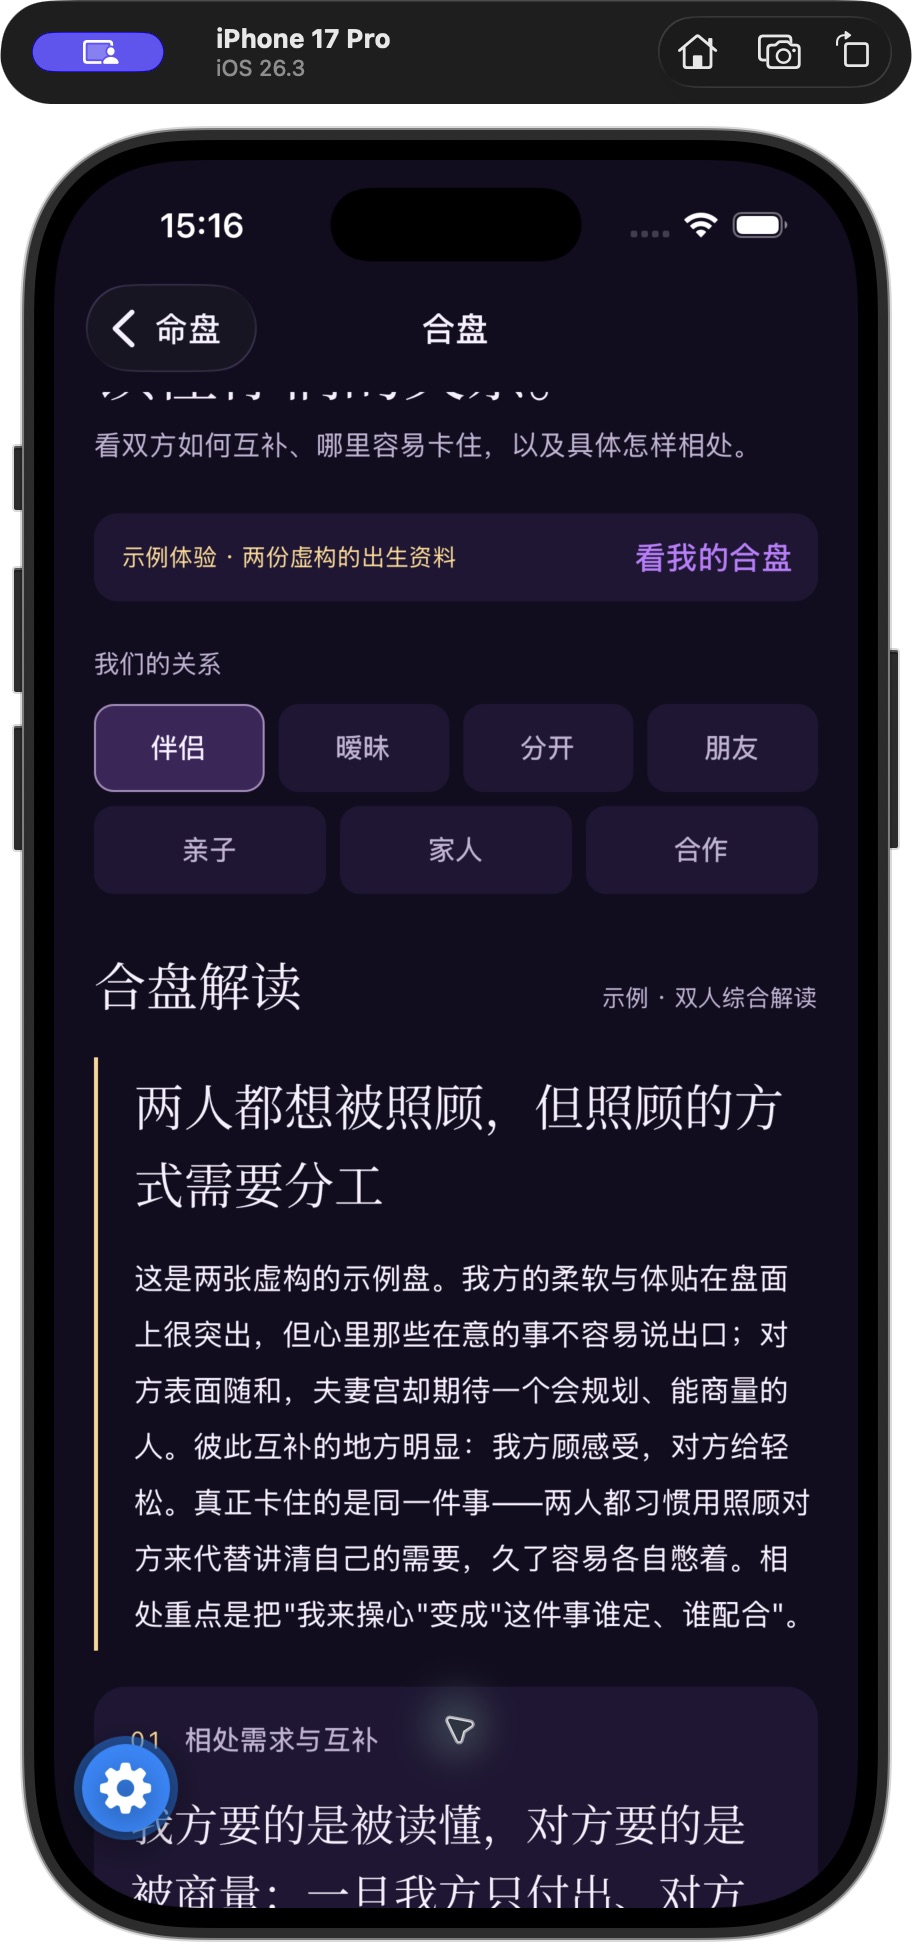 iPhone 17 Pro
iOS 26.3
15:16
命盘
合盘
看双方如何互补、哪里容易卡住，以及具体怎样相处。
示例体验 · 两份虚构的出生资料
看我的合盘
我们的关系
伴侣
暧昧
分开
朋友
亲子
家人
合作
合盘解读
示例 · 双人综合解读
两人都想被照顾，但照顾的方
式需要分工
这是两张虚构的示例盘。我方的柔软与体贴在盘面
上很突出，但心里那些在意的事不容易说出口；对
方表面随和，夫妻宫却期待一个会规划、能商量的
人。彼此互补的地方明显：我方顾感受，对方给轻
松。真正卡住的是同一件事——两人都习惯用照顾对
方来代替讲清自己的需要，久了容易各自憋着。相
处重点是把"我来操心"变成"这件事谁定、谁配合"。
01 相处需求与互补
我方要的是被读懂，对方要的是
被商量；一旦我方只付出、对方